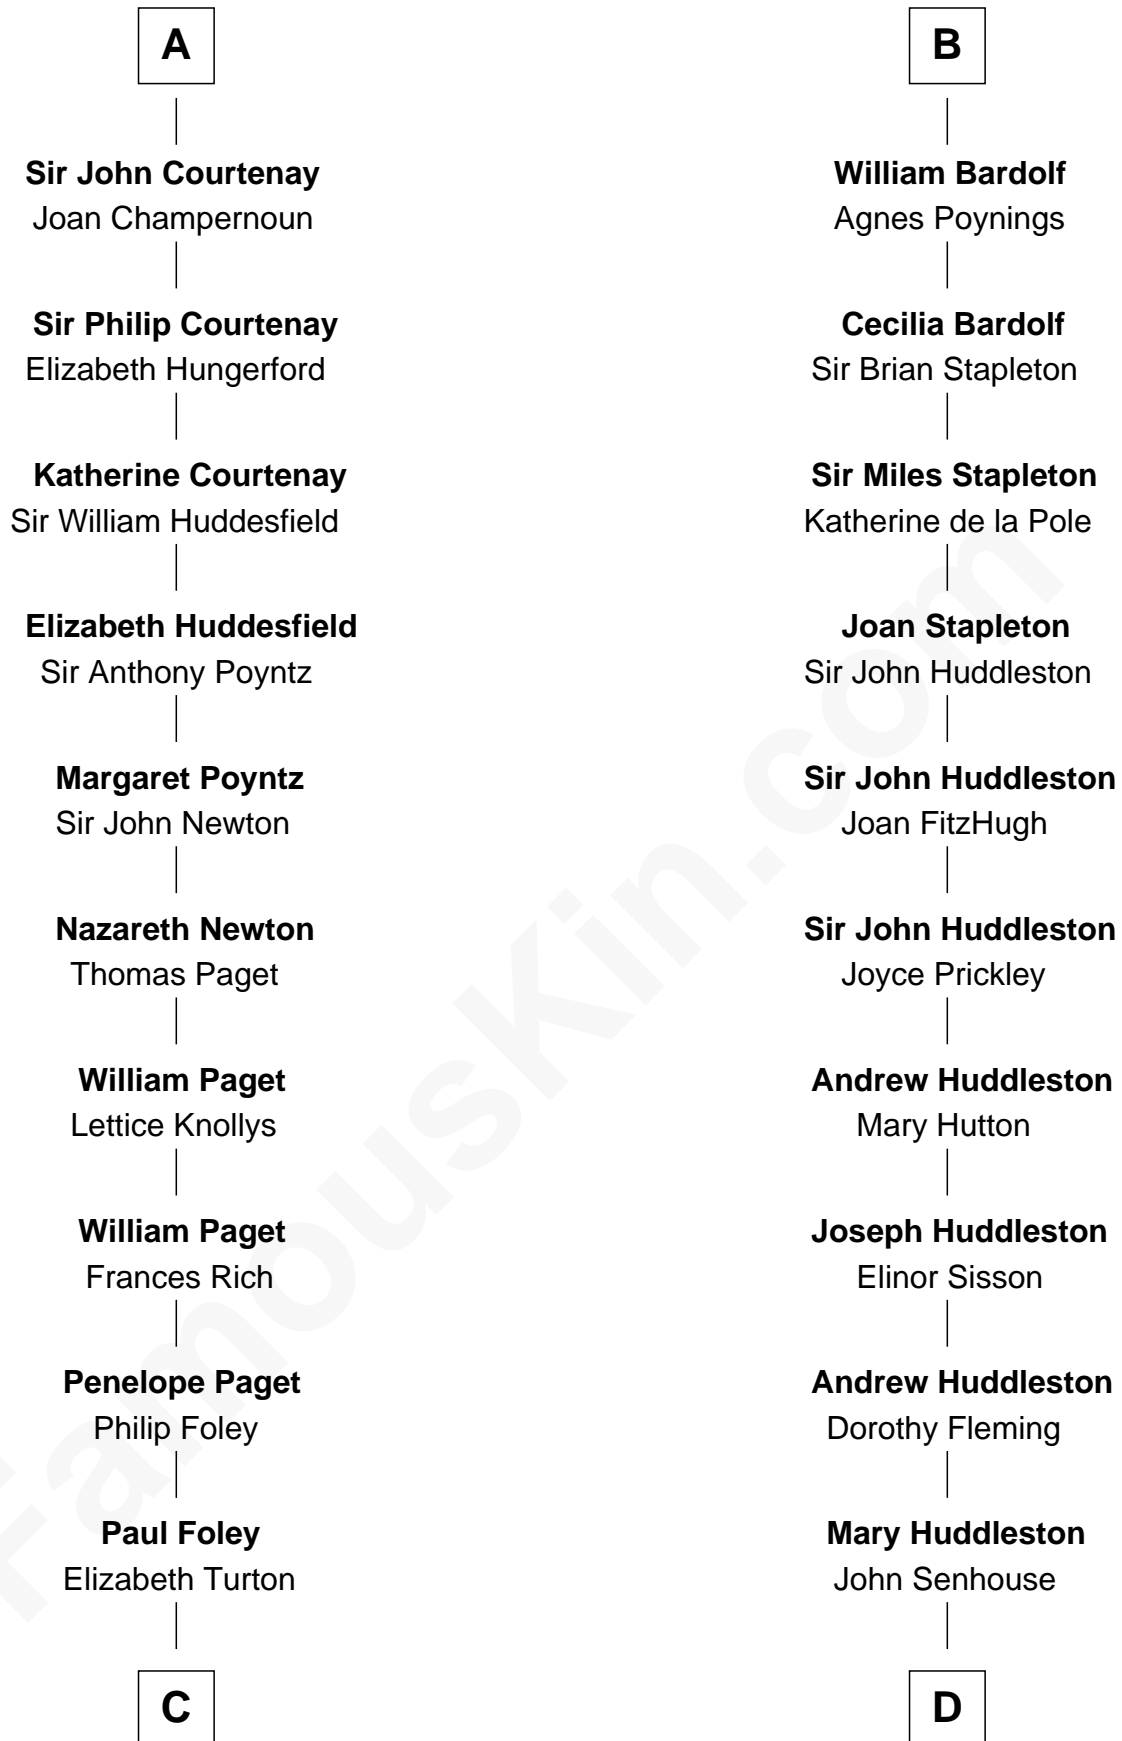 A
Sir John Courtenay
Joan Champernoun
Sir Philip Courtenay
Elizabeth Hungerford
Katherine Courtenay
Sir William Huddesfield
Elizabeth Huddesfield
Sir Anthony Poyntz
Margaret Poyntz
Sir John Newton
Nazareth Newton
Thomas Paget
William Paget
Lettice Knollys
William Paget
Frances Rich
Penelope Paget
Philip Foley
Paul Foley
Elizabeth Turton
C
B
William Bardolf
Agnes Poynings
Cecilia Bardolf
Sir Brian Stapleton
Sir Miles Stapleton
Katherine de la Pole
Joan Stapleton
Sir John Huddleston
Sir John Huddleston
Joan FitzHugh
Sir John Huddleston
Joyce Prickley
Andrew Huddleston
Mary Hutton
Joseph Huddleston
Elinor Sisson
Andrew Huddleston
Dorothy Fleming
Mary Huddleston
John Senhouse
D
FamousKin.com